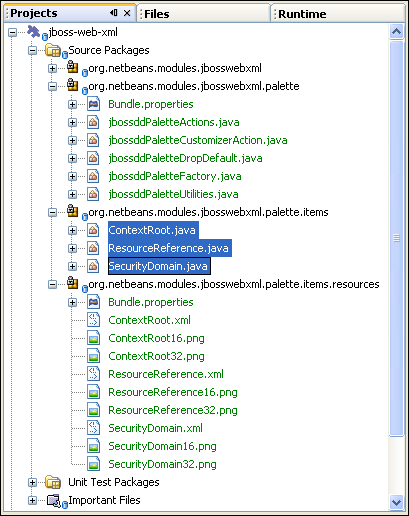 Projects
Files
Runtime
jboss-web-xml
Source Packages
org.netbeans.modules.jbosswebxml
org.netbeans.modules.jbosswebxml.palette
Bundle.properties
jbossddPaletteActions.java
jbossddPaletteCustomizerAction.java
jbossddPaletteDropDefault.java
jbossddPaletteFactory.java
jbossddPaletteUtilities.java
org.netbeans.modules.jbosswebxml.palette.items
ContextRoot.java
ResourceReference.java
SecurityDomain.java
org.netbeans.modules.jbosswebxml.palette.items.resources
Bundle.properties
ContextRoot.xml
ContextRoot16.png
ContextRoot32.png
ResourceReference.xml
ResourceReference16.png
ResourceReference32.png
SecurityDomain.xml
SecurityDomain16.png
SecurityDomain32.png
Unit Test Packages
Important Files